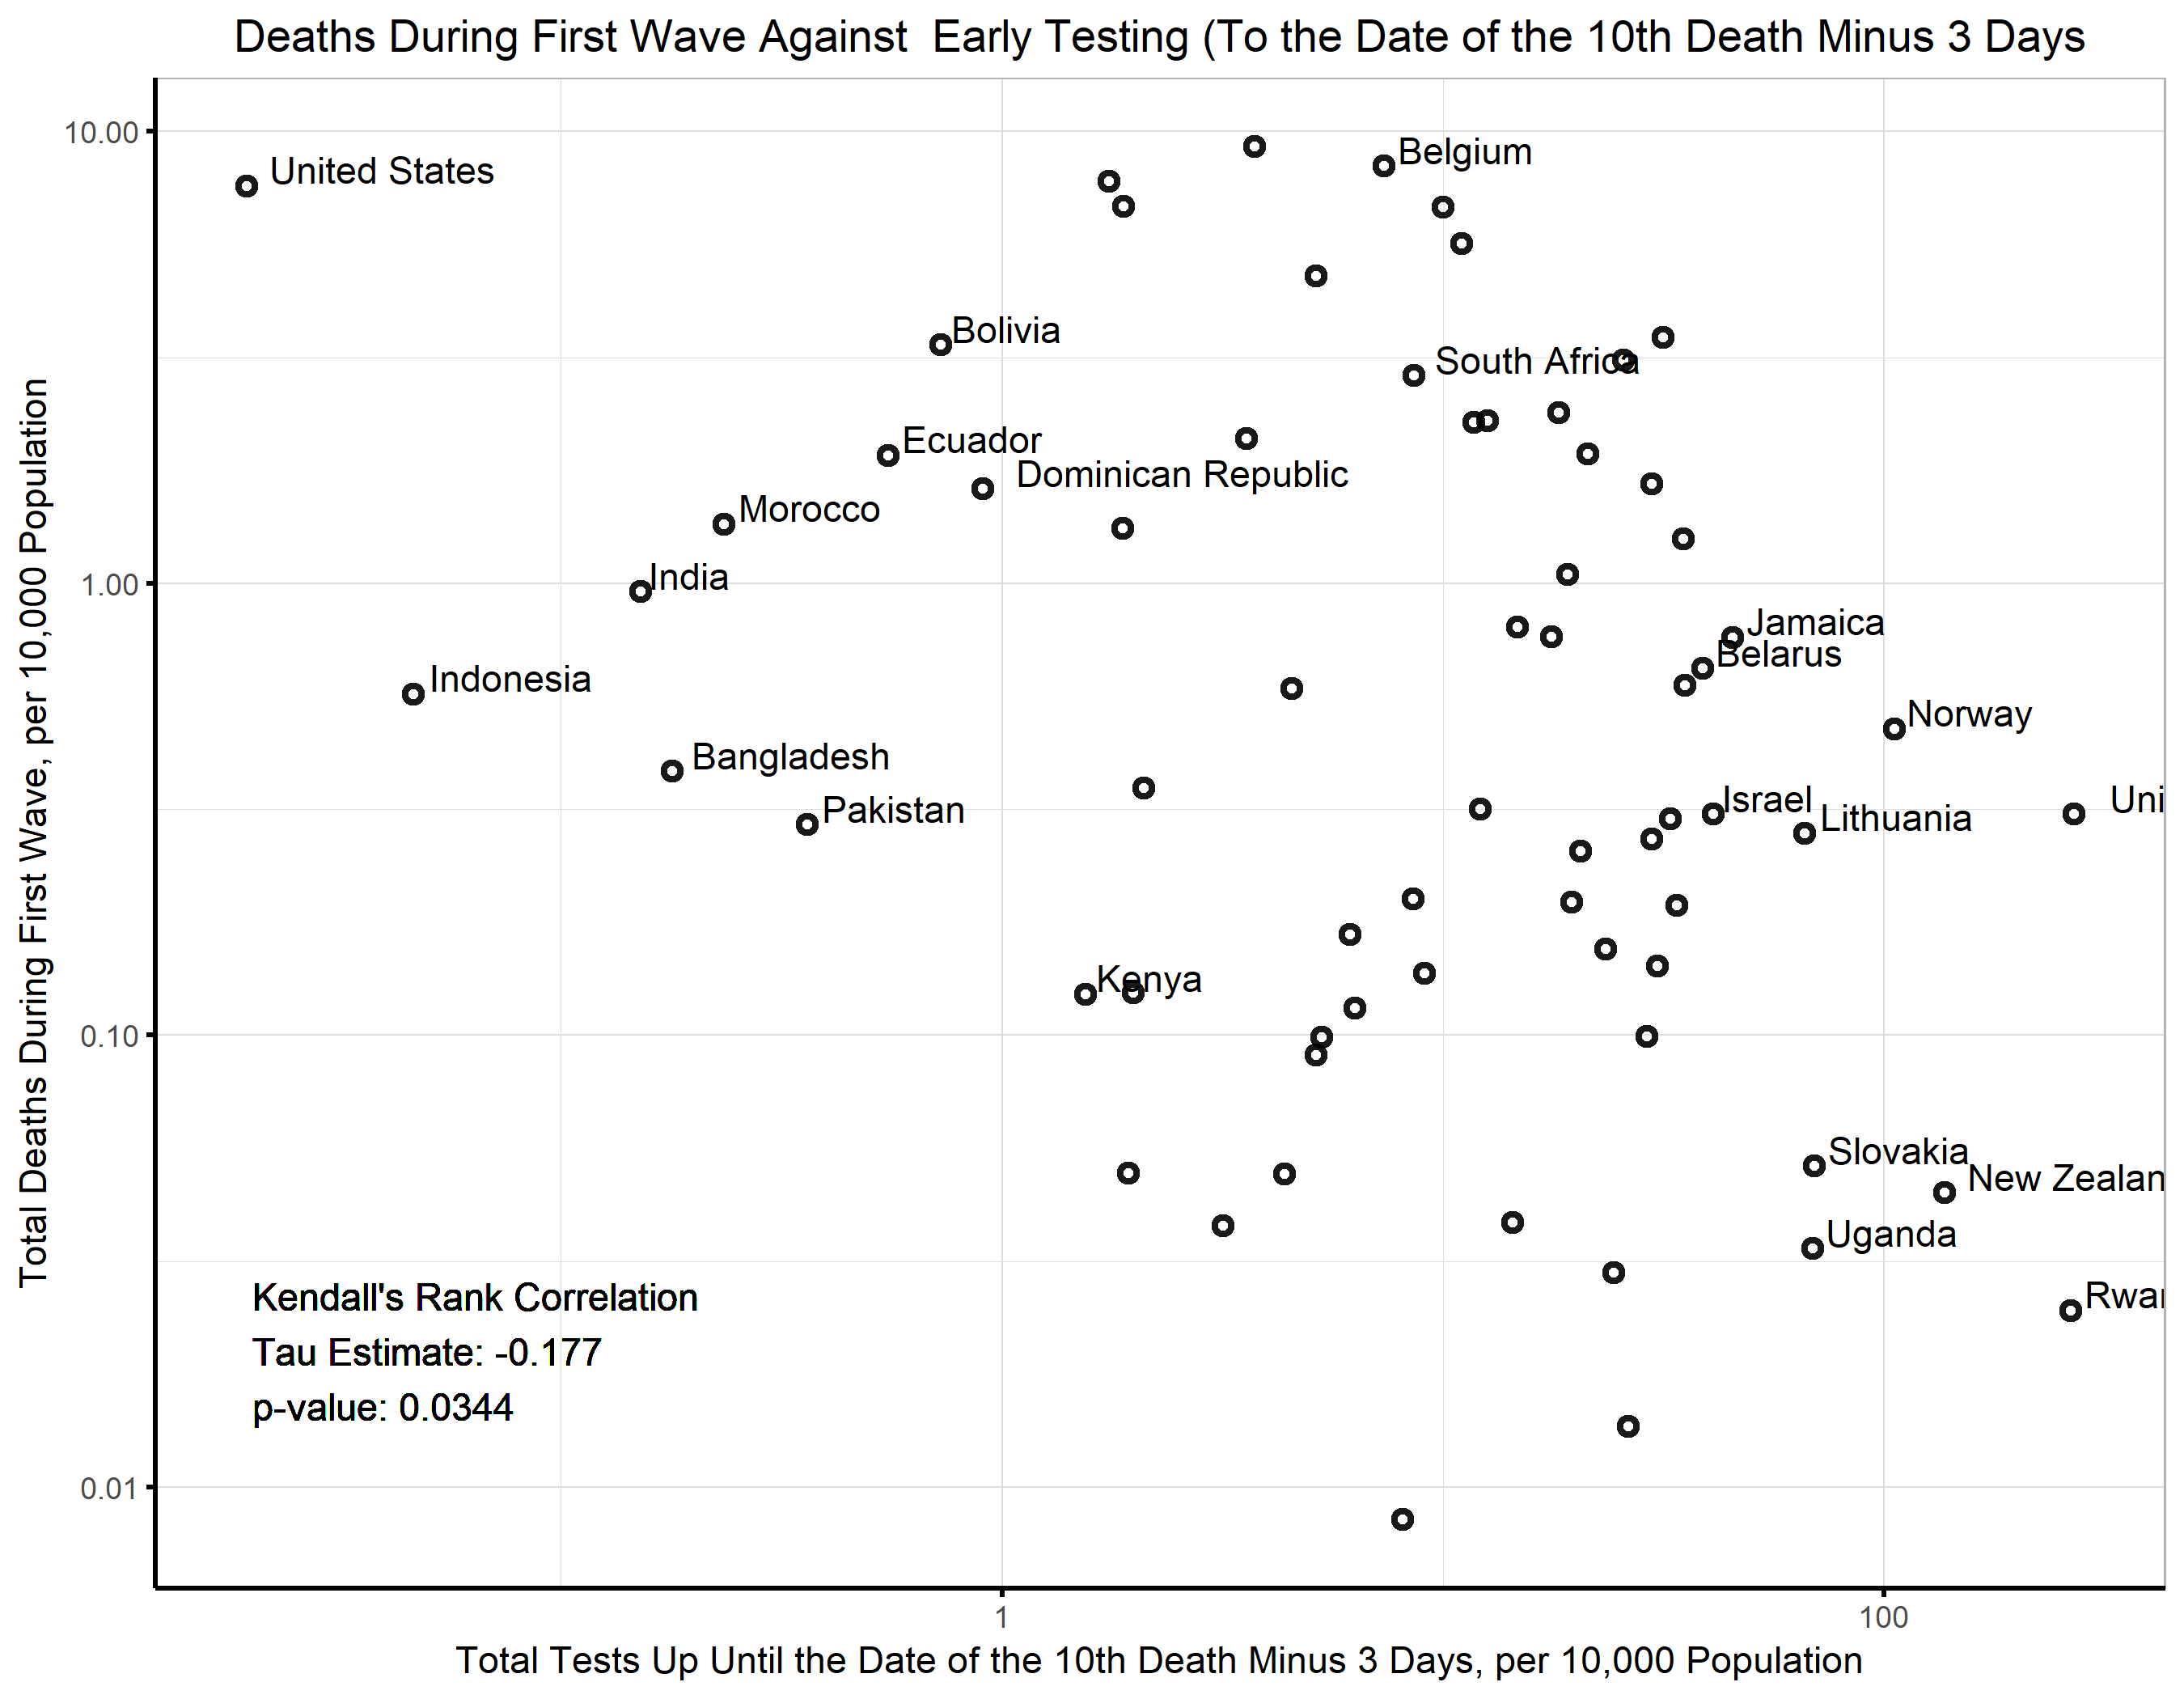 Deaths During First Wave Against  Early Testing (To the Date of the 10th Death Minus 3 Days
10.00
1.00
0.10
0.01
Total Deaths During First Wave, per 10,000 Population
United States
Belgium
Bolivia
South Africa
Ecuador
Dominican Republic
Morocco
India
Jamaica
Belarus
Indonesia
Norway
Bangladesh
Pakistan
Israel
Lithuania
Uni
Kenya
Slovakia
New Zealan
Uganda
Rwa
Kendall's Rank Correlation
Tau Estimate: -0.177
p-value: 0.0344
1
100
Total Tests Up Until the Date of the 10th Death Minus 3 Days, per 10,000 Population